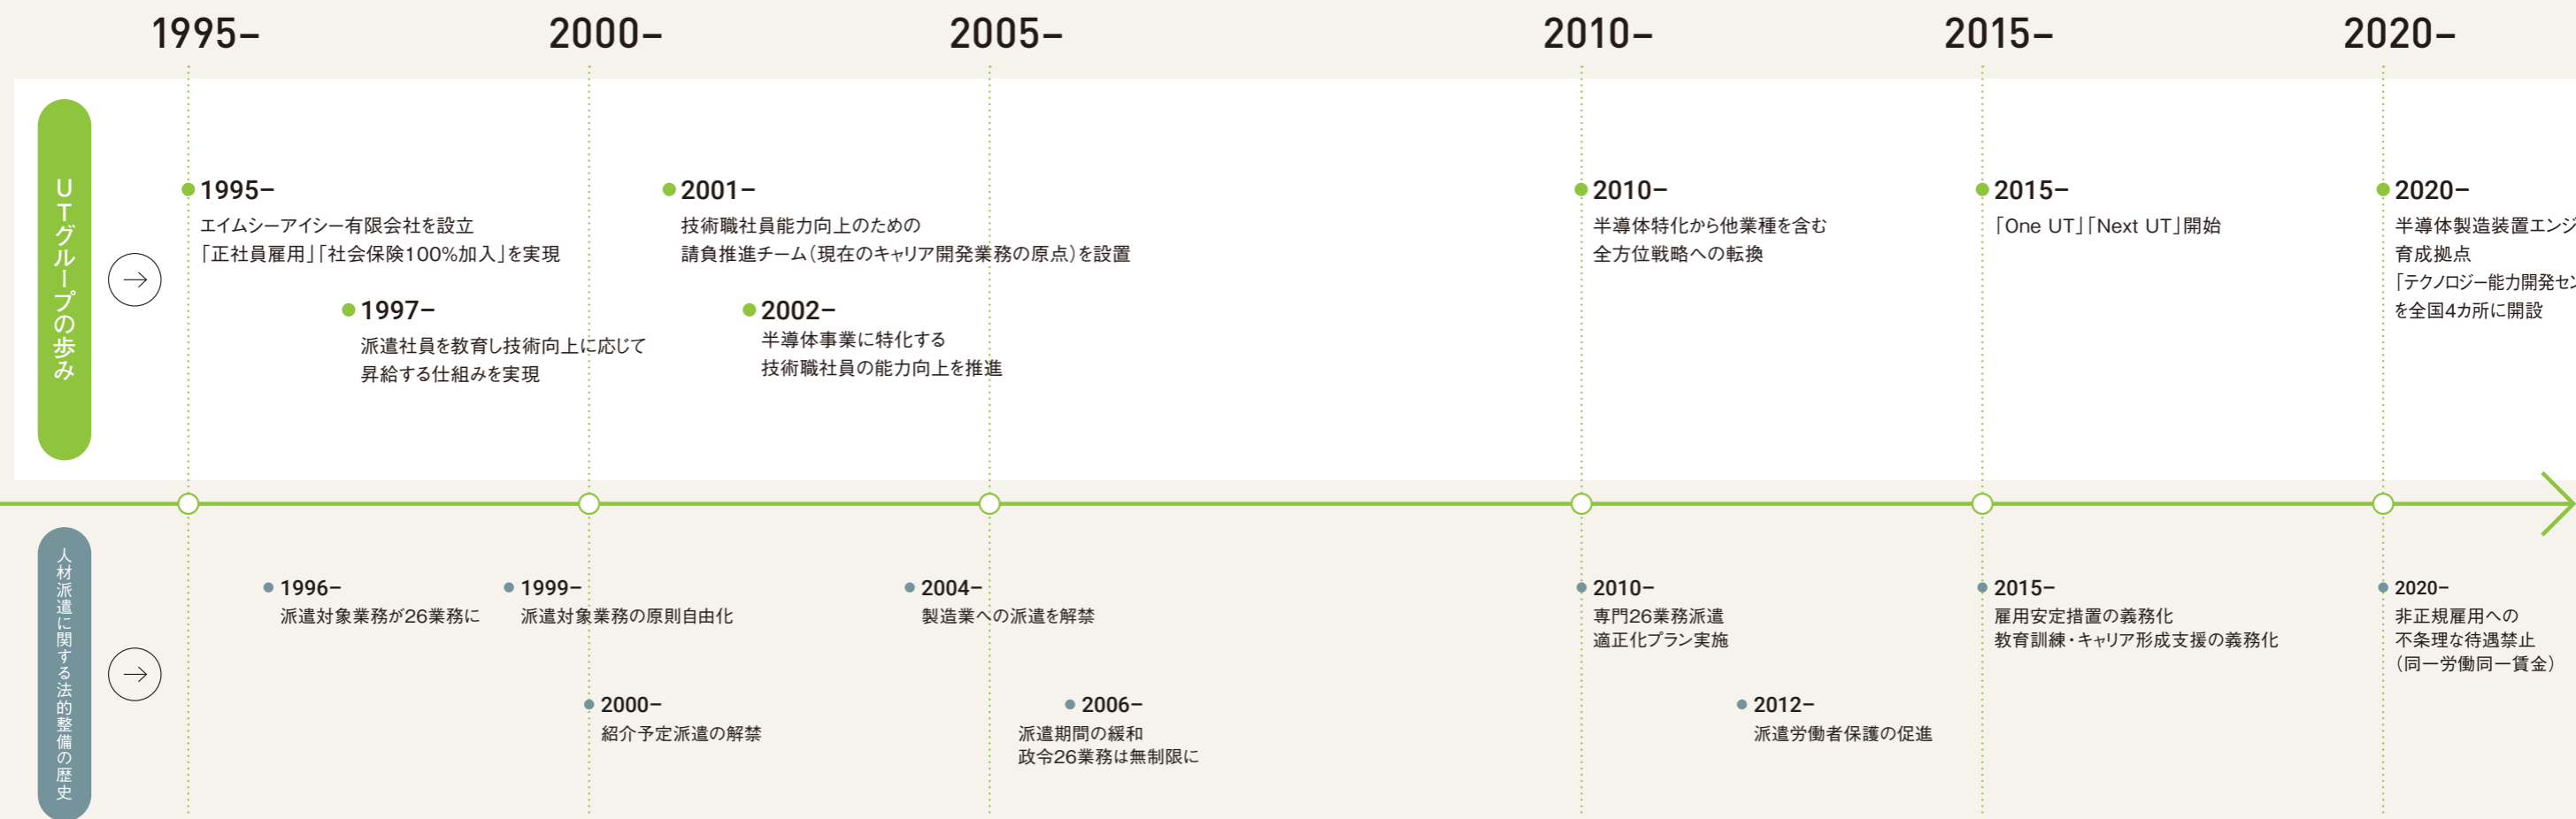 1995–
2000–
2005–
2010–
2015–
2020–
UTグループの歩み
1995–
エイムシーアイシー有限会社を設立
「正社員雇用」「社会保険100%加入」を実現
1997–
派遣社員を教育し技術向上に応じて
昇給する仕組みを実現
2001–
技術職社員能力向上のための
請負推進チーム(現在のキャリア開発業務の原点)を設置
2002–
半導体事業に特化する
技術職社員の能力向上を推進
2010–
半導体特化から他業種を含む
全方位戦略への転換
2015–
「One UT」「Next UT」開始
2020–
半導体製造装置エンジ
育成拠点
「テクノロジー能力開発セン
を全国4カ所に開設
人材派遣に関する法的整備の歴史
1996–
派遣対象業務が26業務に
1999–
派遣対象業務の原則自由化
2000–
紹介予定派遣の解禁
2004–
製造業への派遣を解禁
2006–
派遣期間の緩和
政令26業務は無制限に
2010–
専門26業務派遣
適正化プラン実施
2012–
派遣労働者保護の促進
2015–
雇用安定措置の義務化
教育訓練・キャリア形成支援の義務化
2020–
非正規雇用への
不条理な待遇禁止
(同一労働同一賃金)